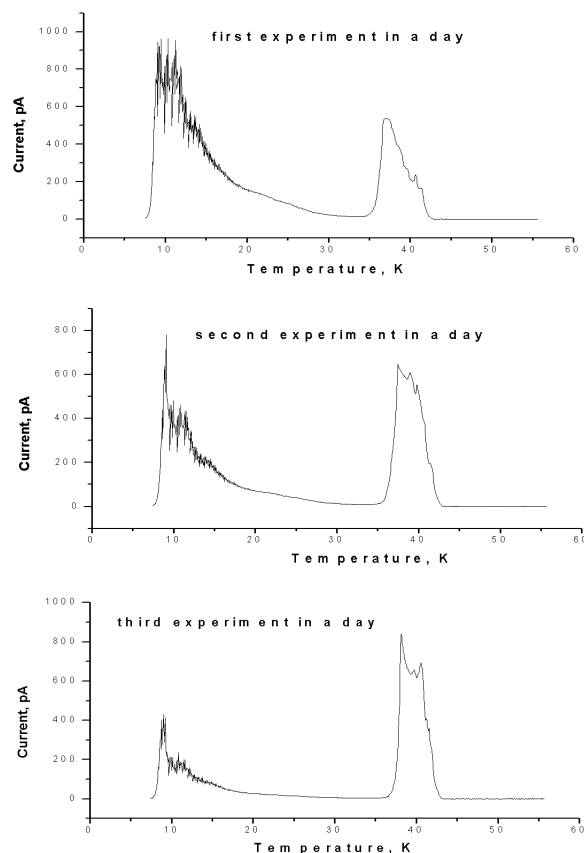 first experiment in a day
1000
800
600
400
200
0
Current, pA
0 10 20 30 40 50 60
Temperature, K
second experiment in a day
800
600
400
200
0
Current, pA
0 10 20 30 40 50 60
Temperature, K
third experiment in a day
1000
800
600
400
200
0
Current, pA
0 10 20 30 40 50 60
Temperature, K